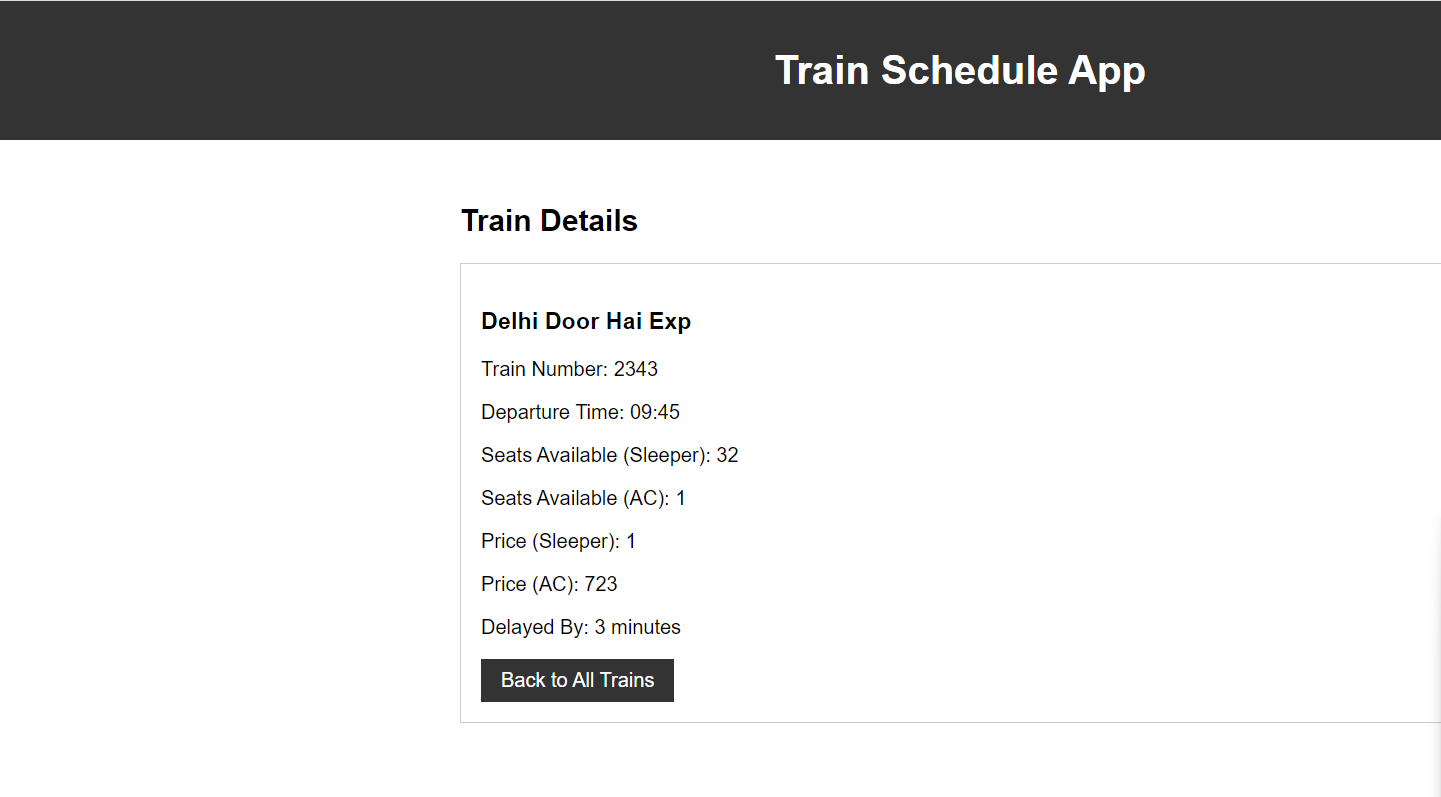 Train Schedule App
Train Details
Delhi Door Hai Exp
Train Number: 2343
Departure Time: 09:45
Seats Available (Sleeper): 32
Seats Available (AC): 1
Price (Sleeper): 1
Price (AC): 723
Delayed By: 3 minutes
Back to All Trains